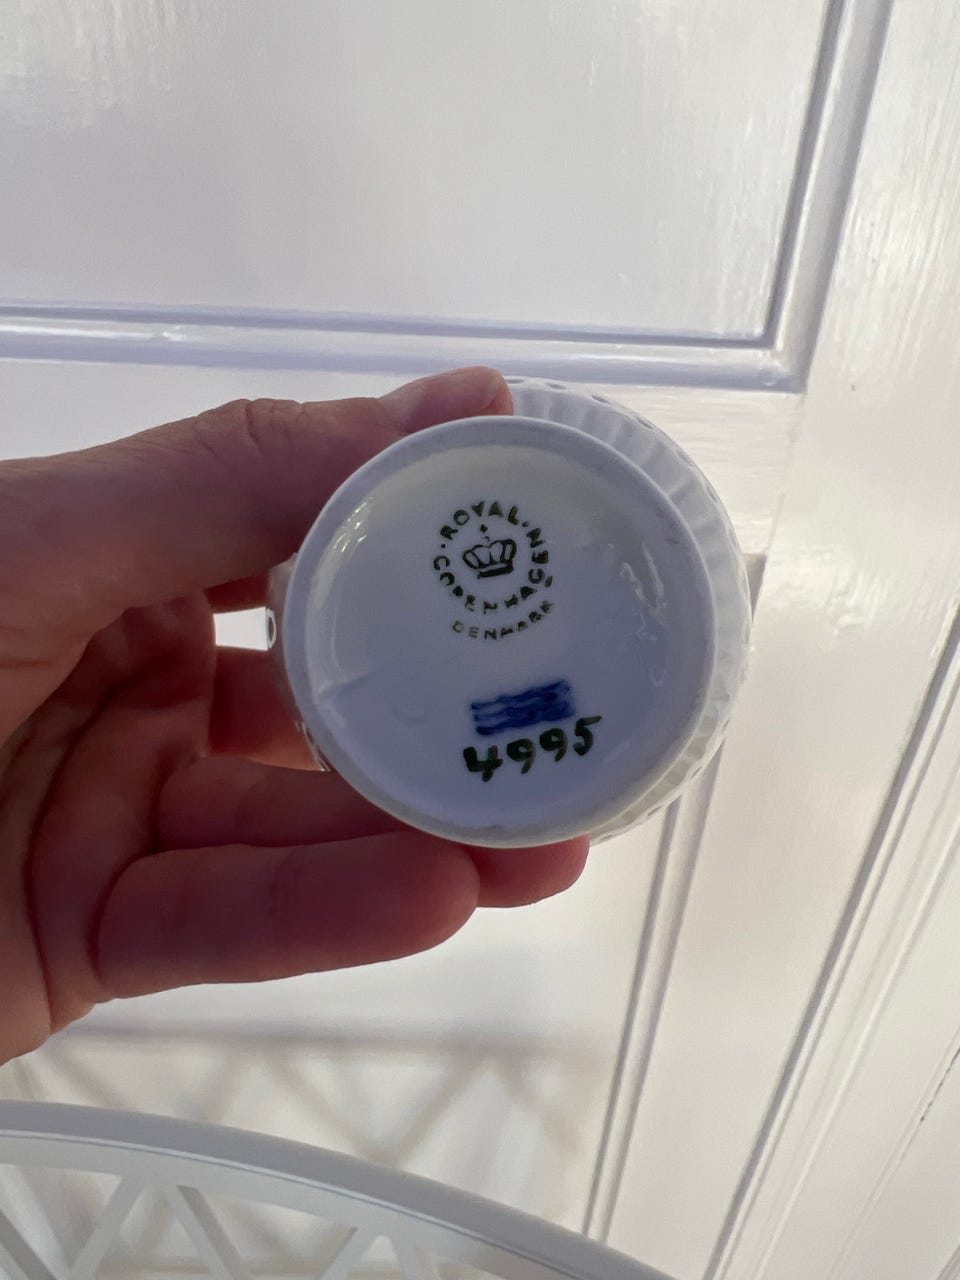 ROYAL · COPENHAGEN ·
DENMARK
4995